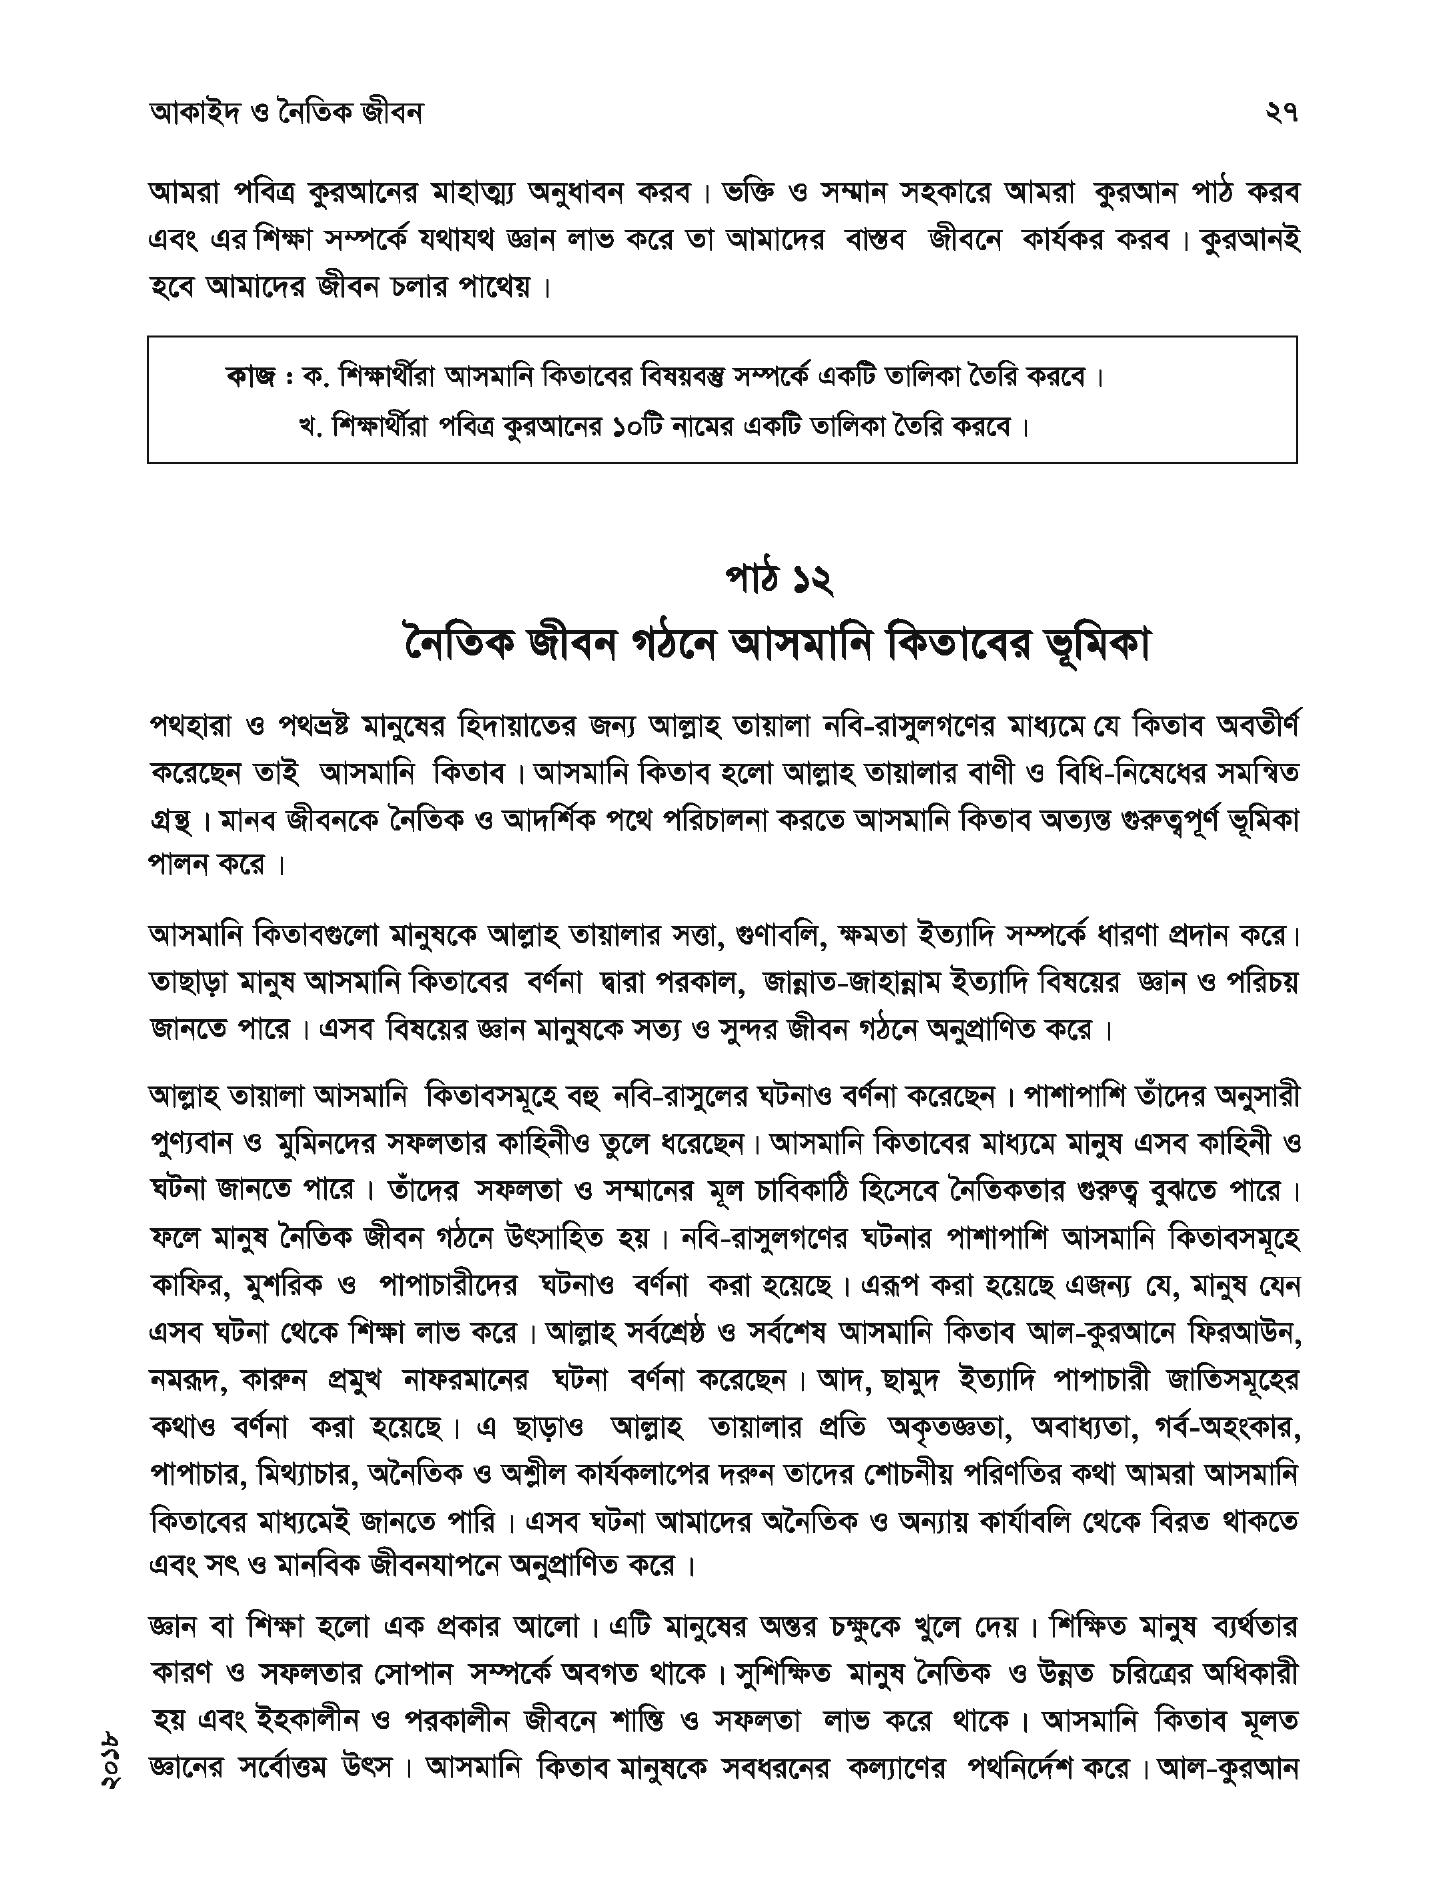 আকাইদ ও নৈতিক জীবন ২৭
আমরা পবিত্র কুরআনের মাহাত্ম্য অনুধাবন করব। ভক্তি ও সম্মান সহকারে আমরা কুরআন পাঠ করব
এবং এর শিক্ষা সম্পর্কে যথাযথ জ্ঞান লাভ করে তা আমাদের বাস্তব জীবনে কার্যকর করব। কুরআনই
হবে আমাদের জীবন চলার পাথেয়।
কাজ : ক. শিক্ষার্থীরা আসমানি কিতাবের বিষয়বস্তু সম্পর্কে একটি তালিকা তৈরি করবে।
খ. শিক্ষার্থীরা পবিত্র কুরআনের ১০টি নামের একটি তালিকা তৈরি করবে।
পাঠ ১২
নৈতিক জীবন গঠনে আসমানি কিতাবের ভূমিকা
পথহারা ও পথভ্রষ্ট মানুষের হিদায়াতের জন্য আল্লাহ তায়ালা নবি-রাসুলগণের মাধ্যমে যে কিতাব অবতীর্ণ
করেছেন তাই আসমানি কিতাব। আসমানি কিতাব হলো আল্লাহ তায়ালার বাণী ও বিধি-নিষেধের সমন্বিত
গ্রন্থ। মানব জীবনকে নৈতিক ও আদর্শিক পথে পরিচালনা করতে আসমানি কিতাব অত্যন্ত গুরুত্বপূর্ণ ভূমিকা
পালন করে।
আসমানি কিতাবগুলো মানুষকে আল্লাহ তায়ালার সত্তা, গুণাবলি, ক্ষমতা ইত্যাদি সম্পর্কে ধারণা প্রদান করে।
তাছাড়া মানুষ আসমানি কিতাবের বর্ণনা দ্বারা পরকাল, জান্নাত-জাহান্নাম ইত্যাদি বিষয়ের জ্ঞান ও পরিচয়
জানতে পারে। এসব বিষয়ের জ্ঞান মানুষকে সত্য ও সুন্দর জীবন গঠনে অনুপ্রাণিত করে।
আল্লাহ তায়ালা আসমানি কিতাবসমূহে বহু নবি-রাসুলের ঘটনাও বর্ণনা করেছেন। পাশাপাশি তাঁদের অনুসারী
পুণ্যবান ও মুমিনদের সফলতার কাহিনীও তুলে ধরেছেন। আসমানি কিতাবের মাধ্যমে মানুষ এসব কাহিনী ও
ঘটনা জানতে পারে। তাঁদের সফলতা ও সম্মানের মূল চাবিকাঠি হিসেবে নৈতিকতার গুরুত্ব বুঝতে পারে।
ফলে মানুষ নৈতিক জীবন গঠনে উৎসাহিত হয়। নবি-রাসুলগণের ঘটনার পাশাপাশি আসমানি কিতাবসমূহে
কাফির, মুশরিক ও পাপাচারীদের ঘটনাও বর্ণনা করা হয়েছে। এরূপ করা হয়েছে এজন্য যে, মানুষ যেন
এসব ঘটনা থেকে শিক্ষা লাভ করে। আল্লাহ সর্বশ্রেষ্ঠ ও সর্বশেষ আসমানি কিতাব আল-কুরআনে ফিরআউন,
নমরূদ, কারুন প্রমুখ নাফরমানের ঘটনা বর্ণনা করেছেন। আদ, ছামুদ ইত্যাদি পাপাচারী জাতিসমূহের
কথাও বর্ণনা করা হয়েছে। এ ছাড়াও আল্লাহ তায়ালার প্রতি অকৃতজ্ঞতা, অবাধ্যতা, গর্ব-অহংকার,
পাপাচার, মিথ্যাচার, অনৈতিক ও অশ্লীল কার্যকলাপের দরুন তাদের শোচনীয় পরিণতির কথা আমরা আসমানি
কিতাবের মাধ্যমেই জানতে পারি। এসব ঘটনা আমাদের অনৈতিক ও অন্যায় কার্যাবলি থেকে বিরত থাকতে
এবং সৎ ও মানবিক জীবনযাপনে অনুপ্রাণিত করে।
জ্ঞান বা শিক্ষা হলো এক প্রকার আলো। এটি মানুষের অন্তর চক্ষুকে খুলে দেয়। শিক্ষিত মানুষ ব্যর্থতার
কারণ ও সফলতার সোপান সম্পর্কে অবগত থাকে। সুশিক্ষিত মানুষ নৈতিক ও উন্নত চরিত্রের অধিকারী
হয় এবং ইহকালীন ও পরকালীন জীবনে শান্তি ও সফলতা লাভ করে থাকে। আসমানি কিতাব মূলত
জ্ঞানের সর্বোত্তম উৎস। আসমানি কিতাব মানুষকে সবধরনের কল্যাণের পথনির্দেশ করে। আল-কুরআন
২০১৮